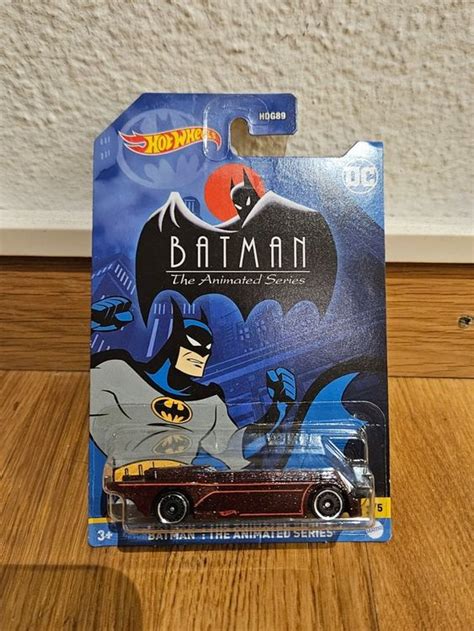 HDG89
HOT WHEELS
DC
BATMAN
The Animated Series
3+
BATMAN : THE ANIMATED SERIES
/5